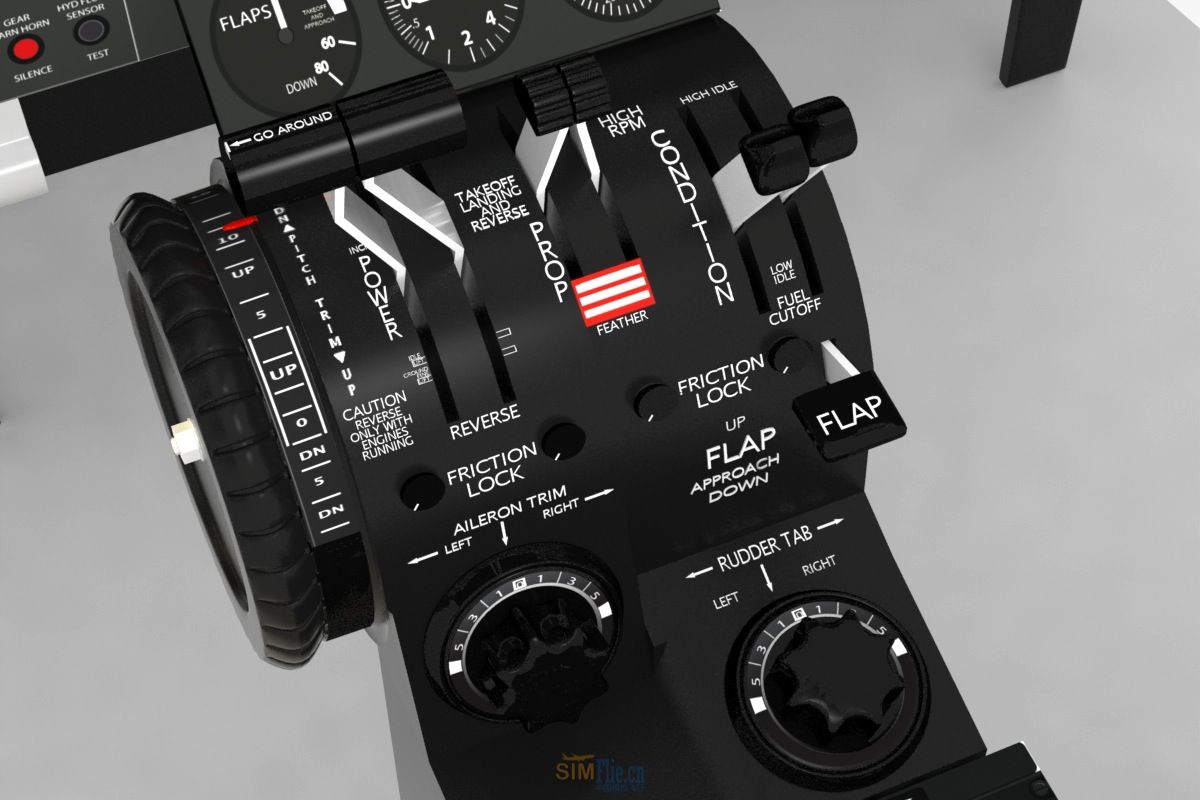 GEAR
WARN HORN
SILENCE
HYD FLUID
SENSOR
TEST
FLAPS
TAKEOFF
AND
APPROACH
60
80
DOWN
1
2
4
GO AROUND
HIGH
RPM
HIGH IDLE
TAKEOFF
LANDING
AND
REVERSE
PROP
CONDITION
POWER
DN PITCH TRIM UP
10
UP
5
UP
0
DN
5
DN
LOW
IDLE
FUEL
CUTOFF
FEATHER
IDLE
CAUTION
REVERSE
ONLY WITH
ENGINES
RUNNING
REVERSE
FRICTION
LOCK
FRICTION
LOCK
FLAP
UP
FLAP
APPROACH
DOWN
AILERON TRIM
LEFT
RIGHT
5 3 1 0 1 3 5
RUDDER TAB
LEFT
RIGHT
5 3 1 0 1 5
SIMFlie.cn